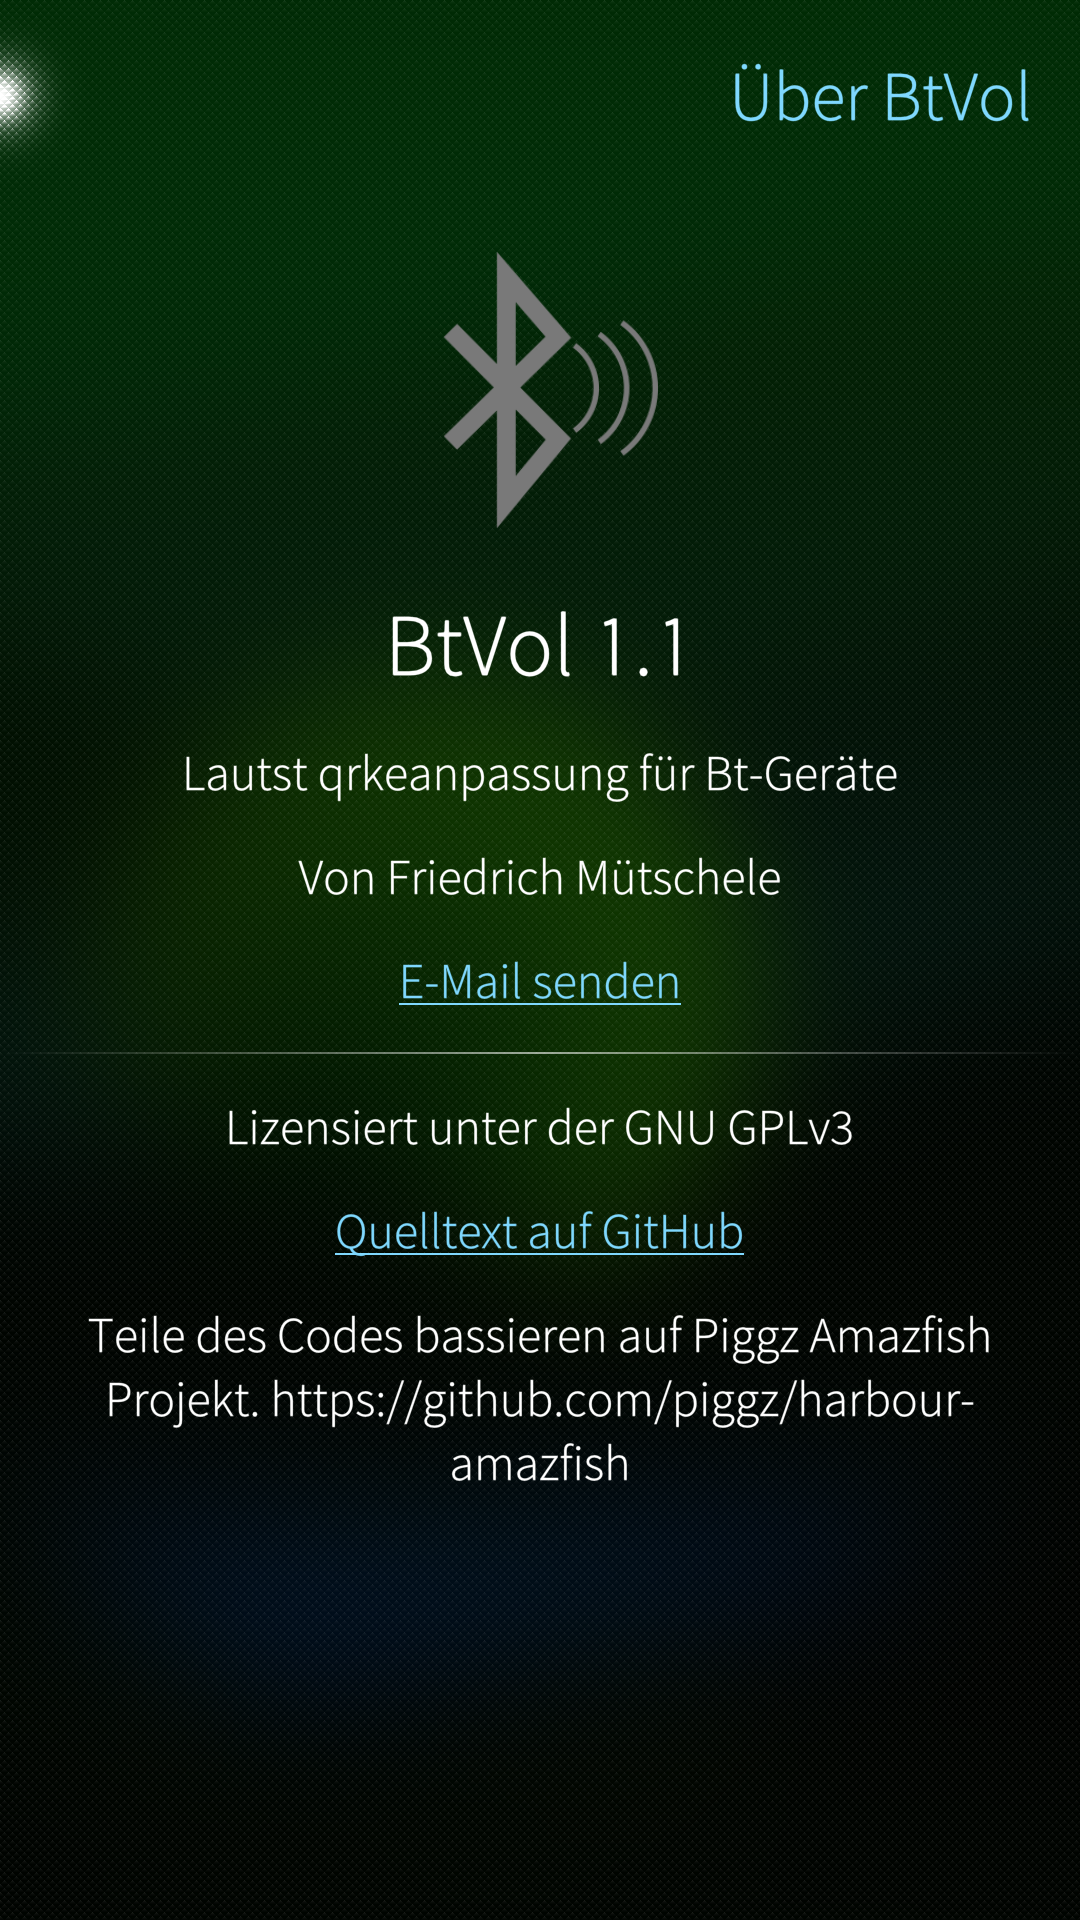 Über BtVol
BtVol 1.1
Lautst qrkeanpassung für Bt-Geräte
Von Friedrich Mütschele
E-Mail senden
Lizensiert unter der GNU GPLv3
Quelltext auf GitHub
Teile des Codes bassieren auf Piggz Amazfish
Projekt. https://github.com/piggz/harbour-
amazfish